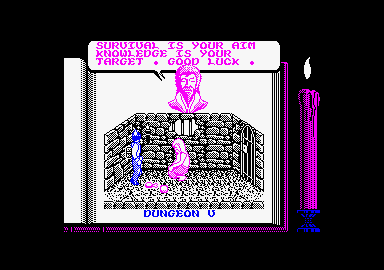 SURVIVAL IS YOUR AIM
KNOWLEDGE IS YOUR
TARGET . GOOD LUCK .
DUNGEON V